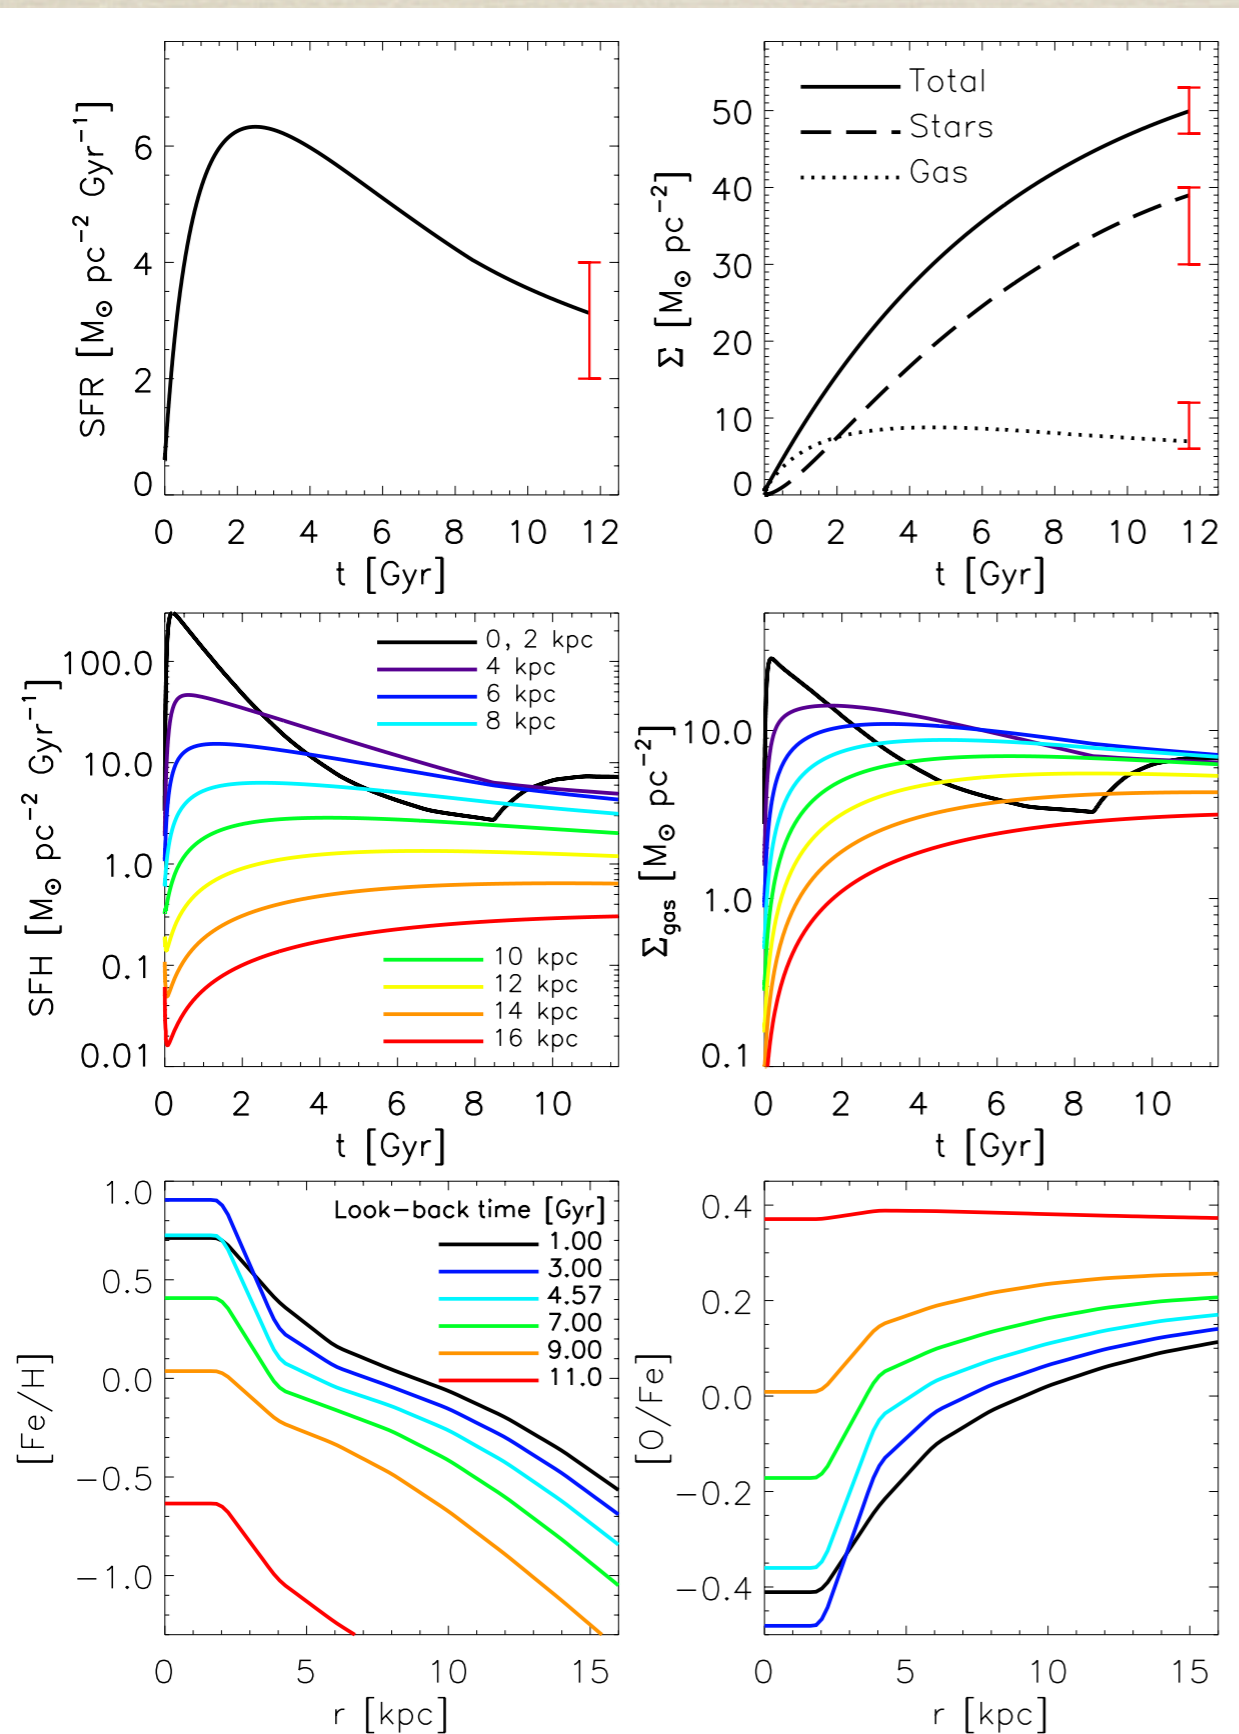 SFR [M☉ pc⁻² Gyr⁻¹]
6
4
2
0
0 2 4 6 8 10 12
t [Gyr]
Σ [M☉ pc⁻²]
50
40
30
20
10
0
Total
Stars
Gas
0 2 4 6 8 10 12
t [Gyr]
SFH [M☉ pc⁻² Gyr⁻¹]
100.0
10.0
1.0
0.1
0.01
0, 2 kpc
4 kpc
6 kpc
8 kpc
10 kpc
12 kpc
14 kpc
16 kpc
0 2 4 6 8 10
t [Gyr]
Σgas [M☉ pc⁻²]
10.0
1.0
0.1
0 2 4 6 8 10
t [Gyr]
[Fe/H]
1.0
0.5
0.0
−0.5
−1.0
Look−back time [Gyr]
1.00
3.00
4.57
7.00
9.00
11.0
0 5 10 15
r [kpc]
[O/Fe]
0.4
0.2
0.0
−0.2
−0.4
0 5 10 15
r [kpc]